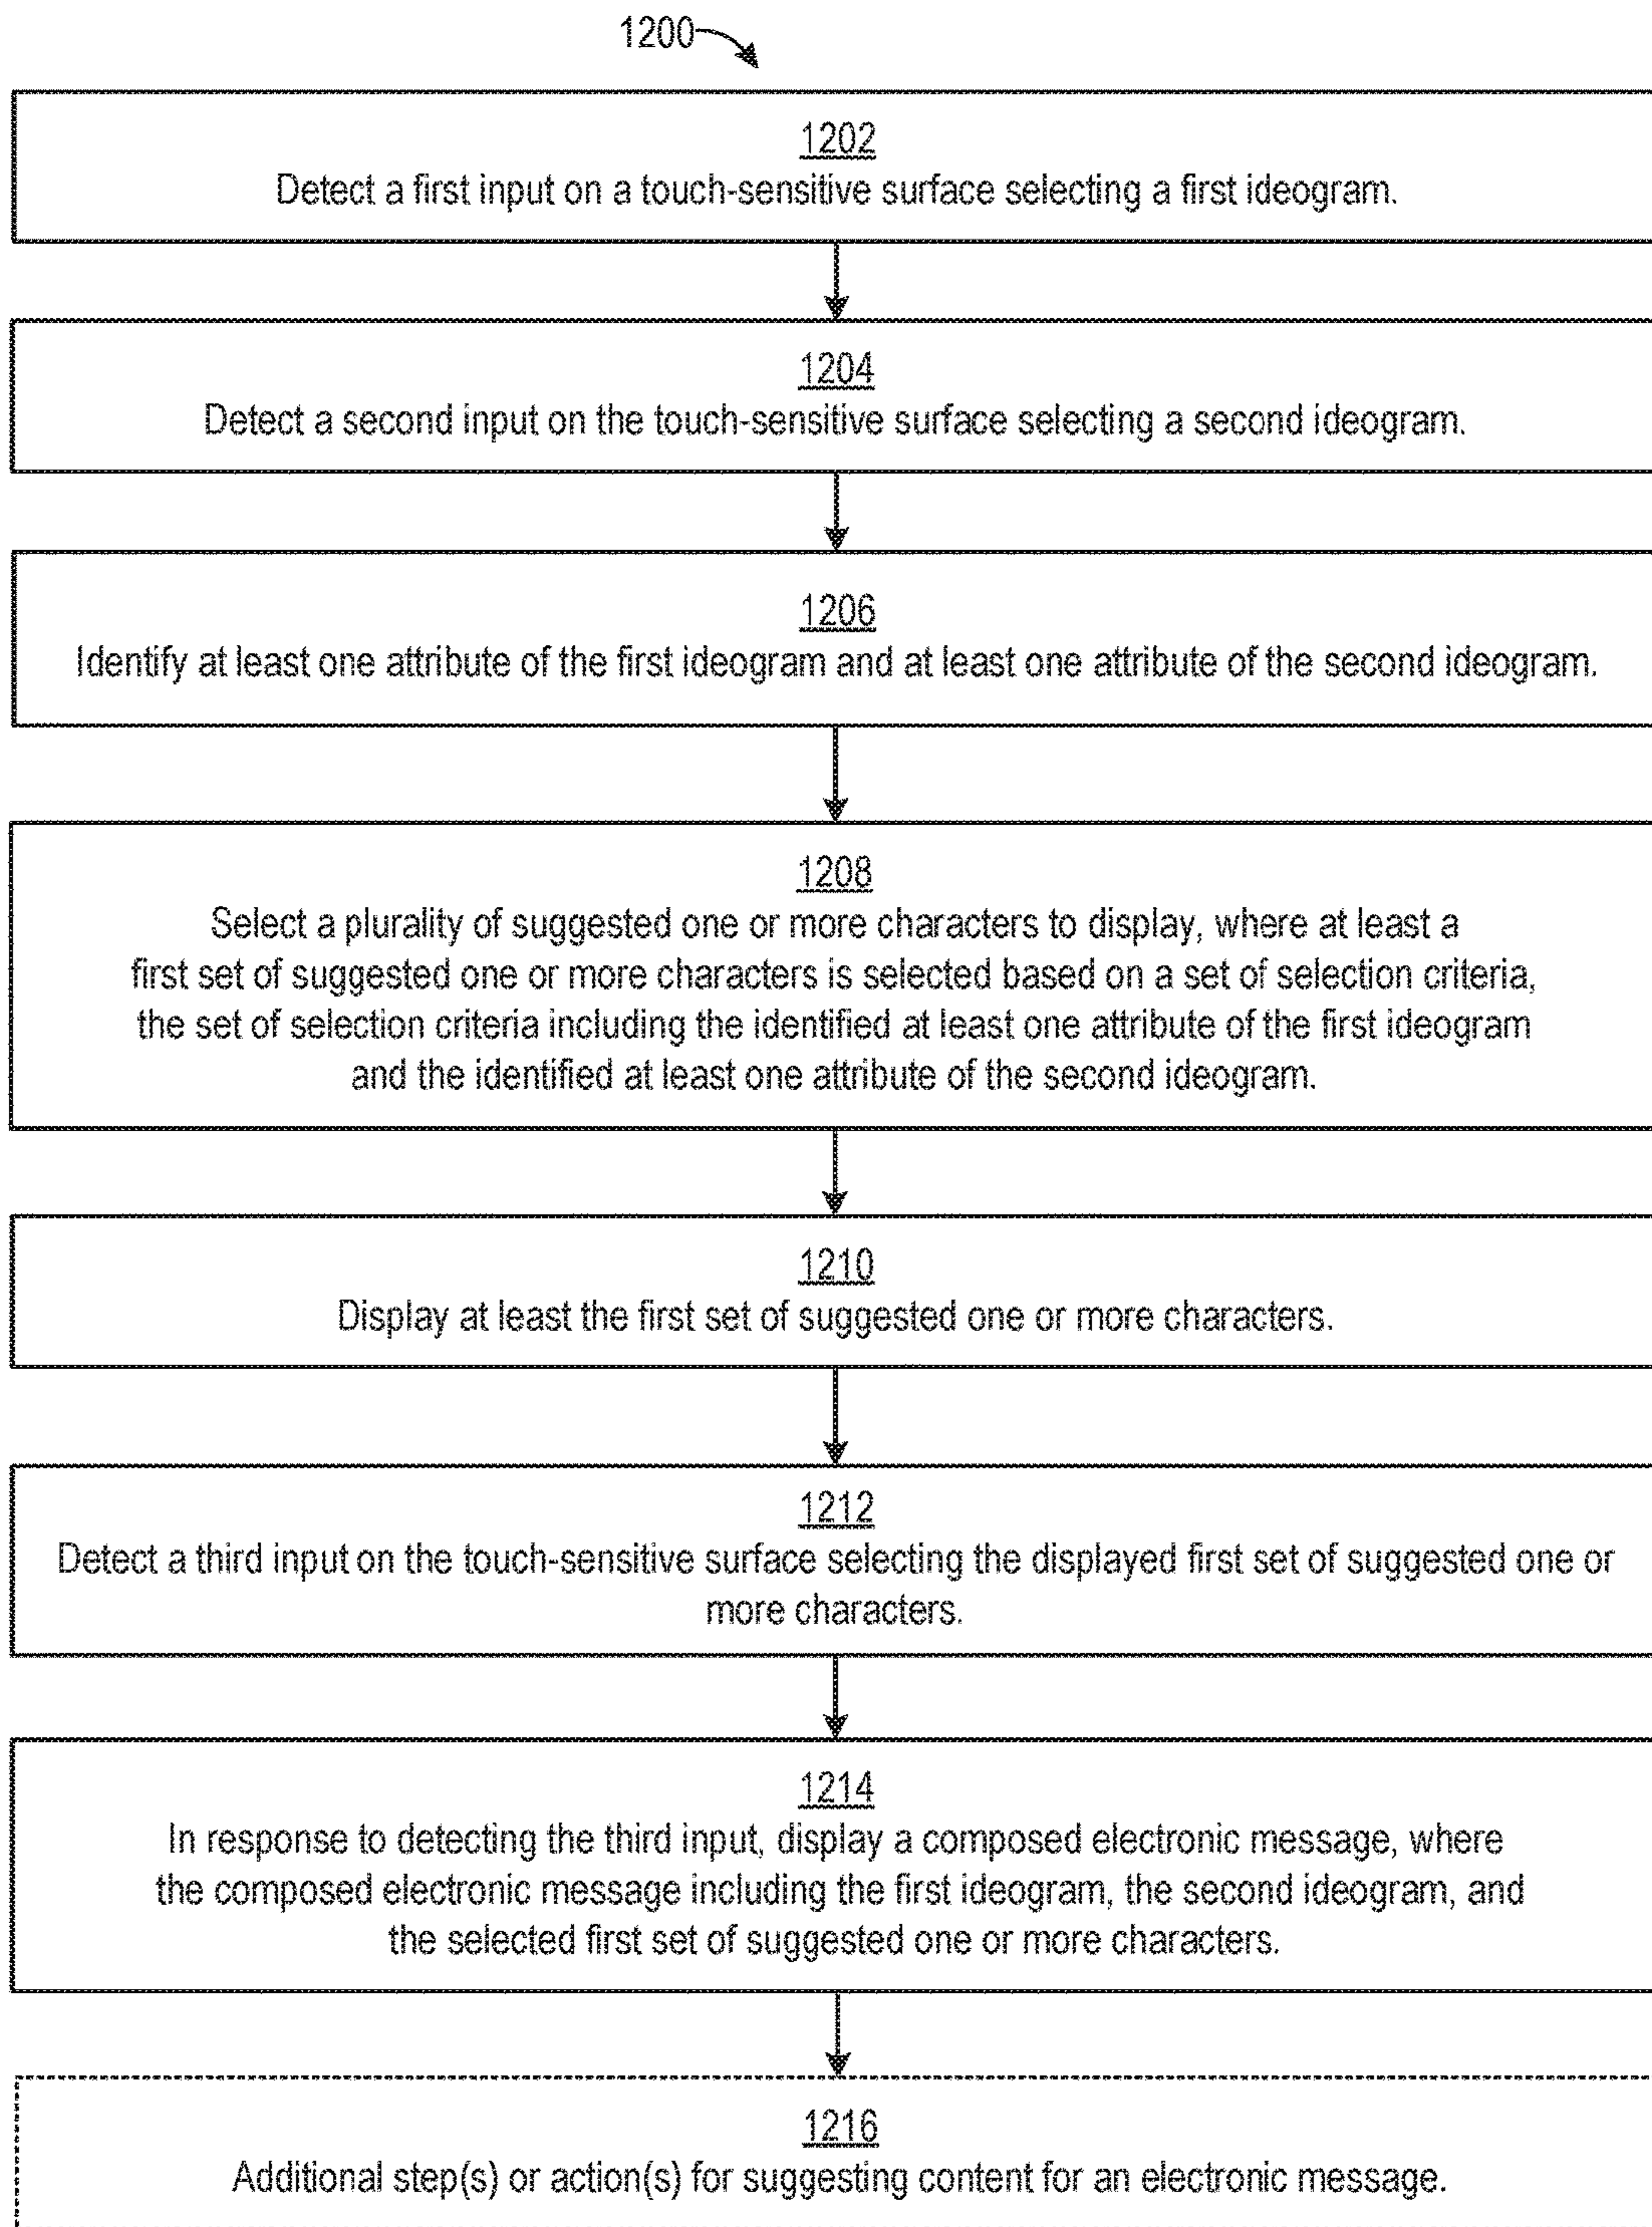 1200
1202
Detect a first input on a touch-sensitive surface selecting a first ideogram.
1204
Detect a second input on the touch-sensitive surface selecting a second ideogram.
1206
Identify at least one attribute of the first ideogram and at least one attribute of the second ideogram.
1208
Select a plurality of suggested one or more characters to display, where at least a
first set of suggested one or more characters is selected based on a set of selection criteria,
the set of selection criteria including the identified at least one attribute of the first ideogram
and the identified at least one attribute of the second ideogram.
1210
Display at least the first set of suggested one or more characters.
1212
Detect a third input on the touch-sensitive surface selecting the displayed first set of suggested one or
more characters.
1214
In response to detecting the third input, display a composed electronic message, where
the composed electronic message including the first ideogram, the second ideogram, and
the selected first set of suggested one or more characters.
1216
Additional step(s) or action(s) for suggesting content for an electronic message.